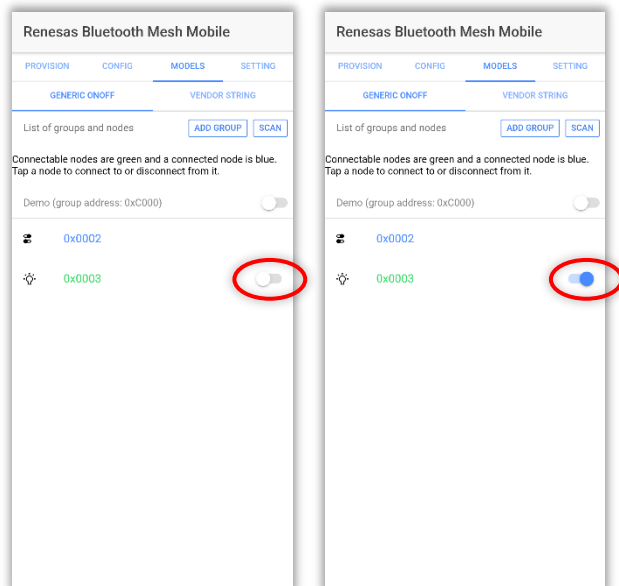 Renesas Bluetooth Mesh Mobile
PROVISION CONFIG MODELS SETTING
GENERIC ONOFF VENDOR STRING
List of groups and nodes ADD GROUP SCAN
Connectable nodes are green and a connected node is blue.
Tap a node to connect to or disconnect from it.
Demo (group address: 0xC000)
0x0002
0x0003
Renesas Bluetooth Mesh Mobile
PROVISION CONFIG MODELS SETTING
GENERIC ONOFF VENDOR STRING
List of groups and nodes ADD GROUP SCAN
Connectable nodes are green and a connected node is blue.
Tap a node to connect to or disconnect from it.
Demo (group address: 0xC000)
0x0002
0x0003